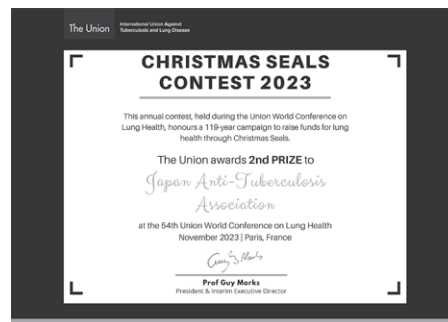 The Union
International Union Against
Tuberculosis and Lung Disease
CHRISTMAS SEALS
CONTEST 2023
This annual contest, held during the Union World Conference on
Lung Health, honours a 119-year campaign to raise funds for lung
health through Christmas Seals.
The Union awards 2nd PRIZE to
Japan Anti-Tuberculosis
Association
at the 54th Union World Conference on Lung Health
November 2023 | Paris, France
Guy B Marks
Prof Guy Marks
President & Interim Executive Director